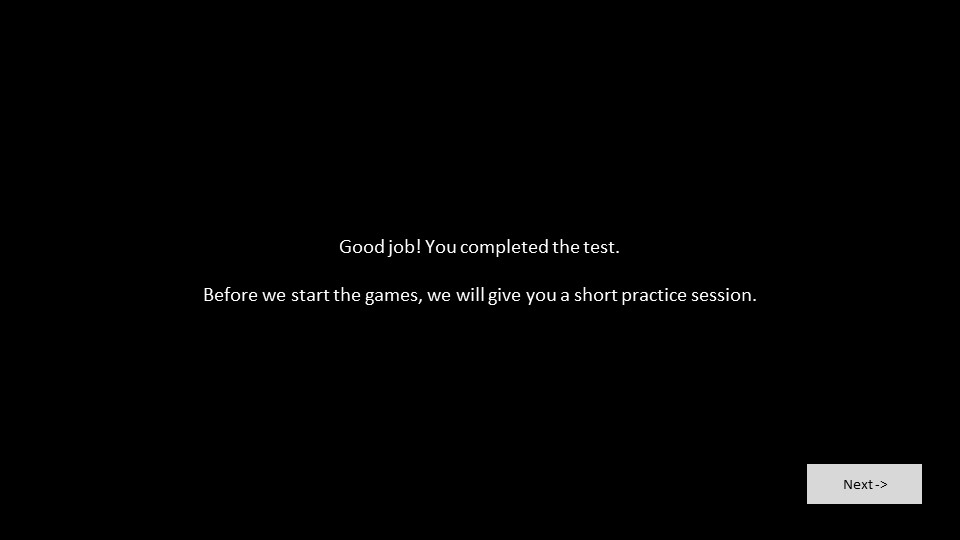 Good job! You completed the test.
Before we start the games, we will give you a short practice session.
Next ->